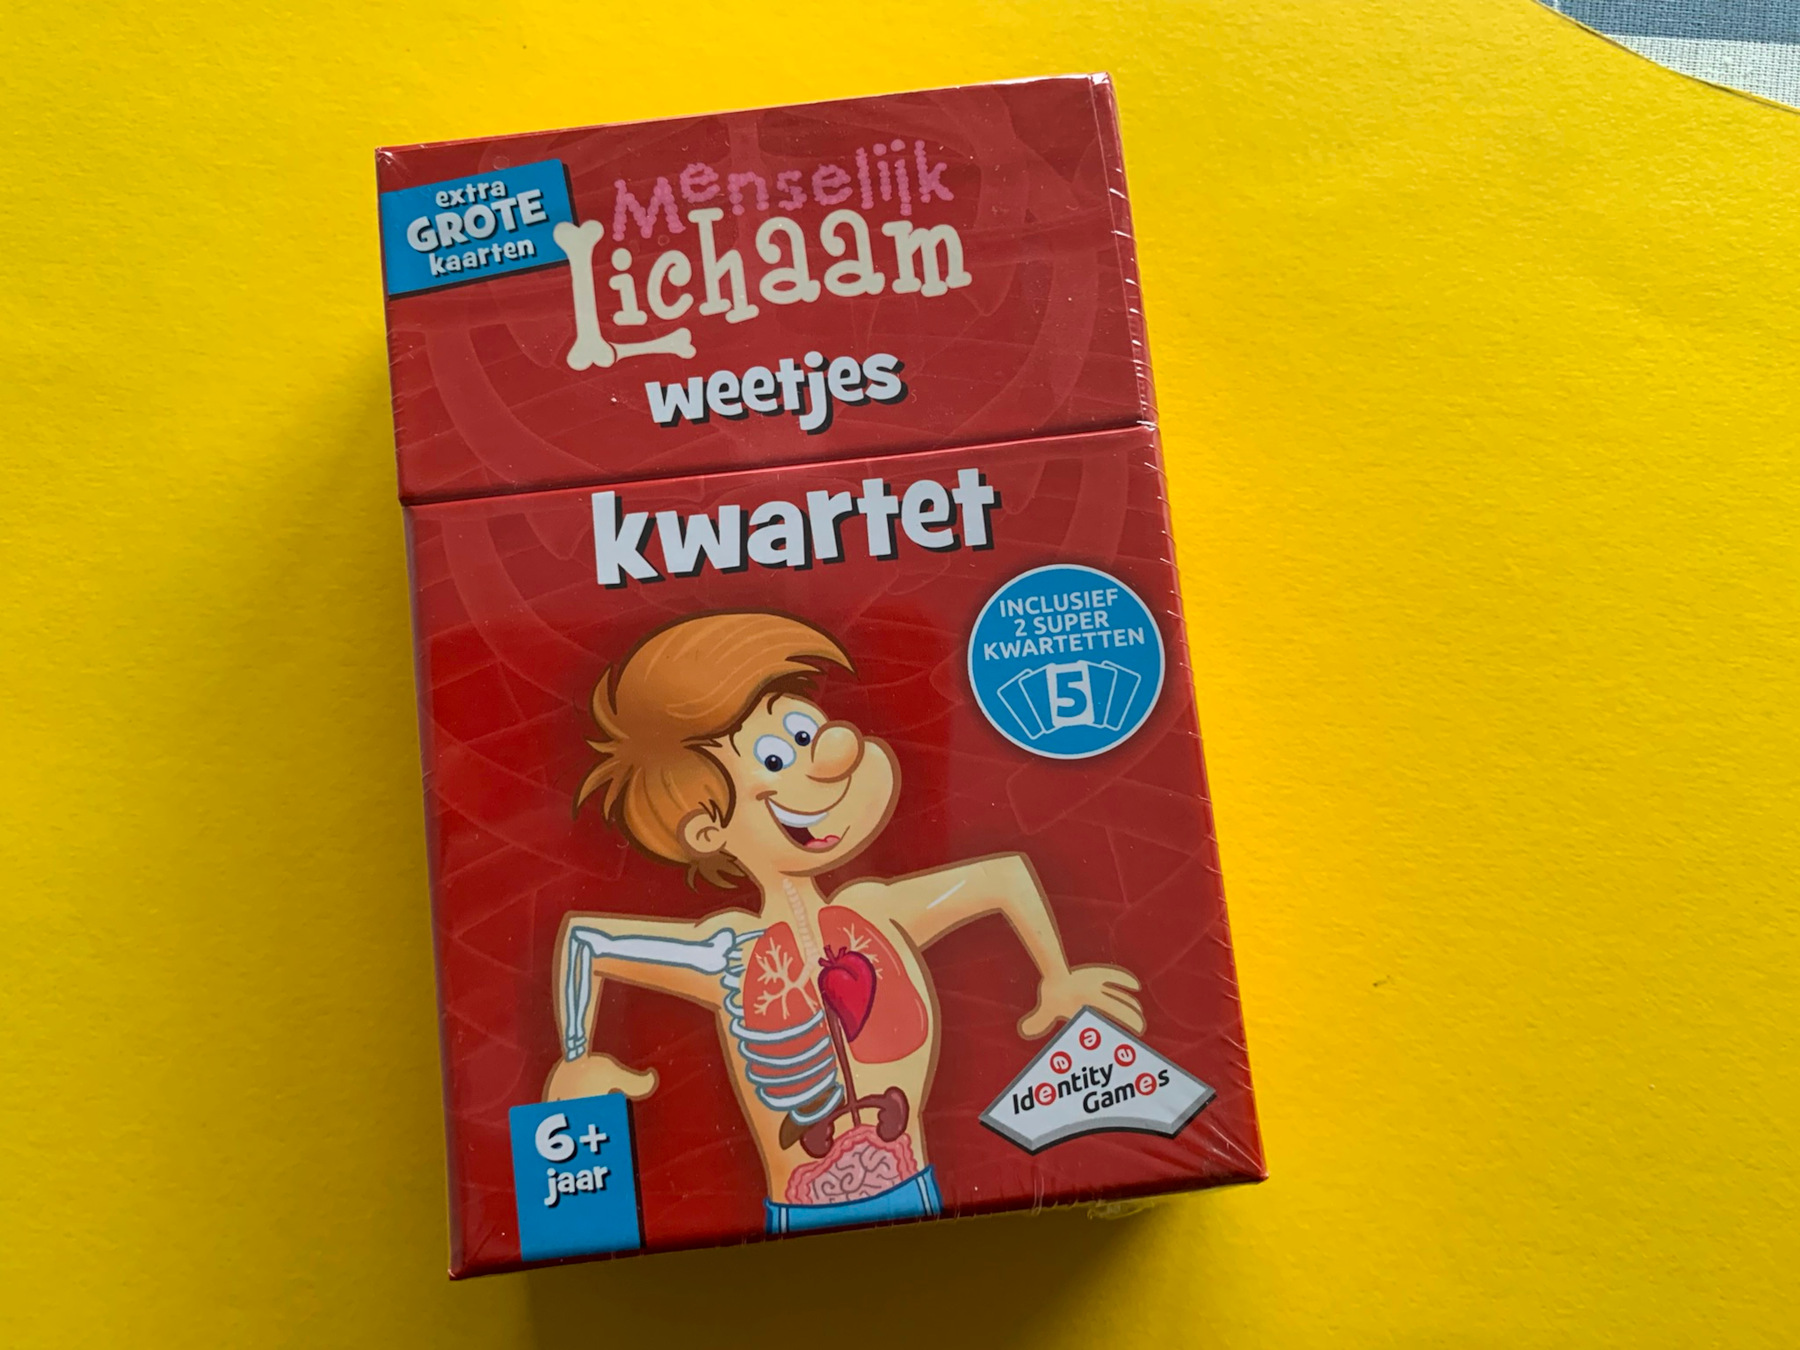 extra
GROTE
kaarten
Menselijk
Lichaam
weetjes
kwartet
INCLUSIEF
2 SUPER
KWARTETTEN
5
Identity
Games
6+
jaar